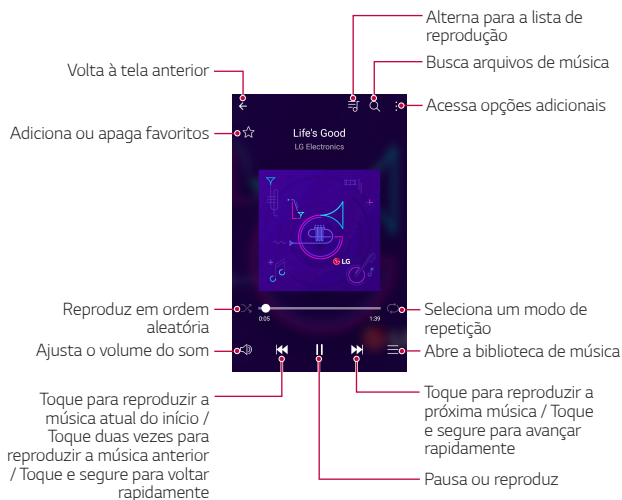 Alterna para a lista de
reprodução
Busca arquivos de música
Volta à tela anterior
Acessa opções adicionais
Adiciona ou apaga favoritos
Life's Good
LG Electronics
LG
Reproduz em ordem
aleatória
0:05
1:39
Seleciona um modo de
repetição
Ajusta o volume do som
Abre a biblioteca de música
Toque para reproduzir a
música atual do início /
Toque duas vezes para
reproduzir a música anterior
/ Toque e segure para voltar
rapidamente
Toque para reproduzir a
próxima música / Toque
e segure para avançar
rapidamente
Pausa ou reproduz